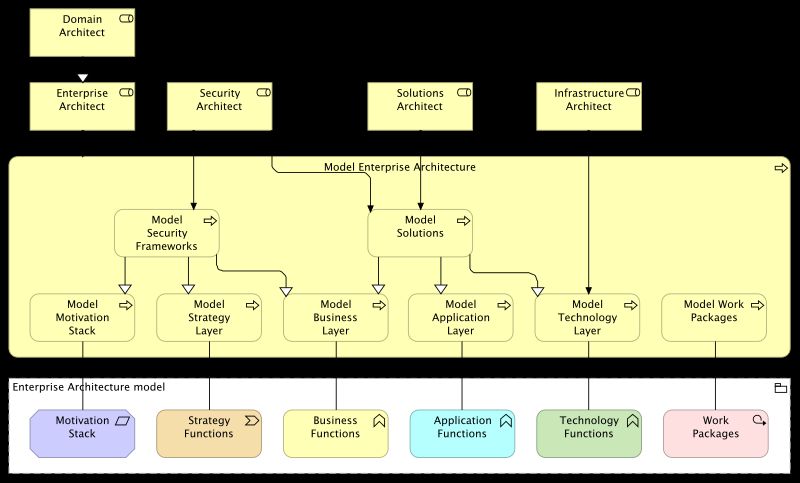 Domain
Architect
Enterprise
Architect
Security
Architect
Solutions
Architect
Infrastructure
Architect
Model Enterprise Architecture
Model
Security
Frameworks
Model
Solutions
Model
Motivation
Stack
Model
Strategy
Layer
Model
Business
Layer
Model
Application
Layer
Model
Technology
Layer
Model Work
Packages
Enterprise Architecture model
Motivation
Stack
Strategy
Functions
Business
Functions
Application
Functions
Technology
Functions
Work
Packages